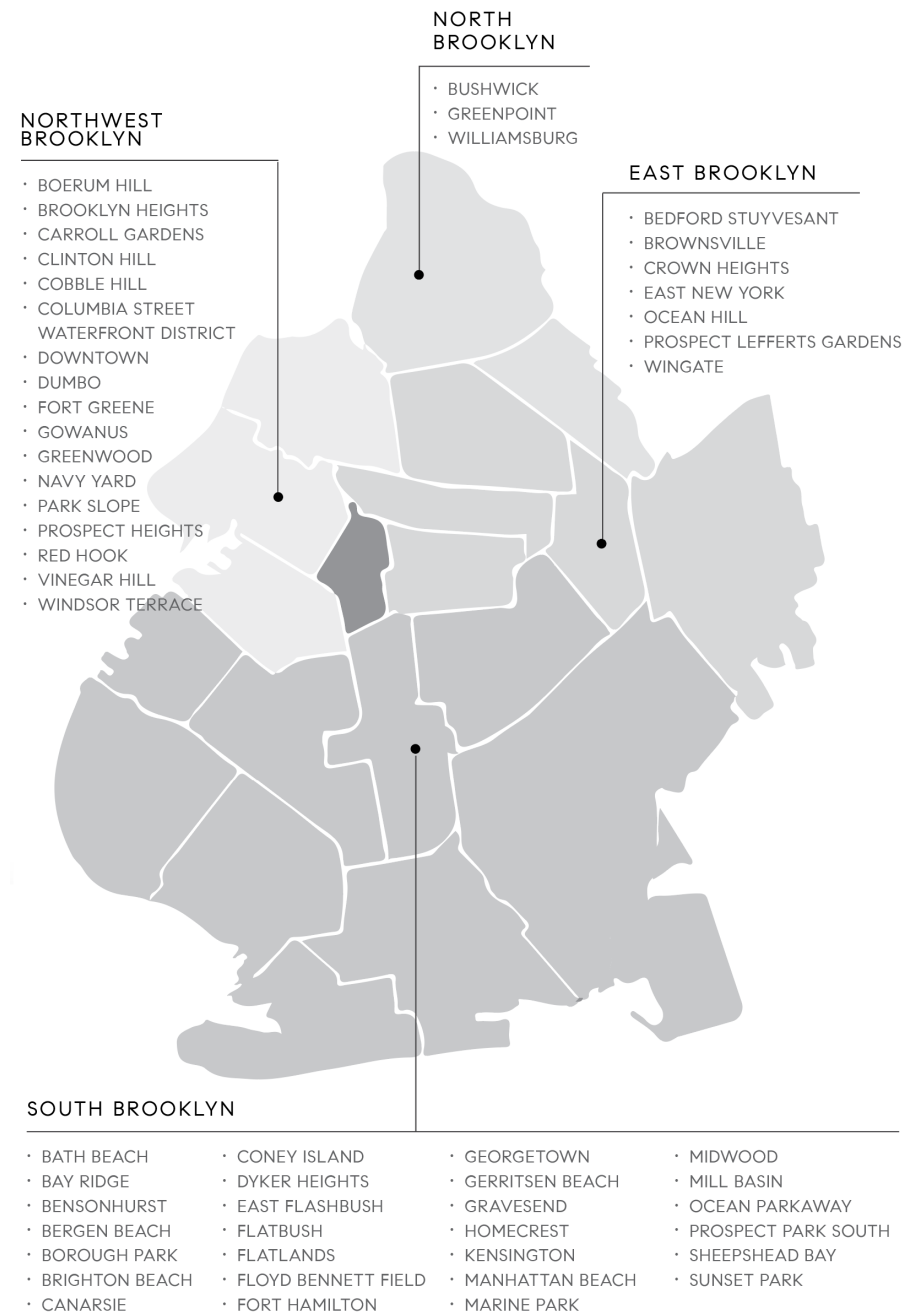 NORTH
BROOKLYN
· BUSHWICK
· GREENPOINT
· WILLIAMSBURG
NORTHWEST
BROOKLYN
· BOERUM HILL
· BROOKLYN HEIGHTS
· CARROLL GARDENS
· CLINTON HILL
· COBBLE HILL
· COLUMBIA STREET
WATERFRONT DISTRICT
· DOWNTOWN
· DUMBO
· FORT GREENE
· GOWANUS
· GREENWOOD
· NAVY YARD
· PARK SLOPE
· PROSPECT HEIGHTS
· RED HOOK
· VINEGAR HILL
· WINDSOR TERRACE
EAST BROOKLYN
· BEDFORD STUYVESANT
· BROWNSVILLE
· CROWN HEIGHTS
· EAST NEW YORK
· OCEAN HILL
· PROSPECT LEFFERTS GARDENS
· WINGATE
SOUTH BROOKLYN
· BATH BEACH
· BAY RIDGE
· BENSONHURST
· BERGEN BEACH
· BOROUGH PARK
· BRIGHTON BEACH
· CANARSIE
· CONEY ISLAND
· DYKER HEIGHTS
· EAST FLASHBUSH
· FLATBUSH
· FLATLANDS
· FLOYD BENNETT FIELD
· FORT HAMILTON
· GEORGETOWN
· GERRITSEN BEACH
· GRAVESEND
· HOMECREST
· KENSINGTON
· MANHATTAN BEACH
· MARINE PARK
· MIDWOOD
· MILL BASIN
· OCEAN PARKAWAY
· PROSPECT PARK SOUTH
· SHEEPSHEAD BAY
· SUNSET PARK